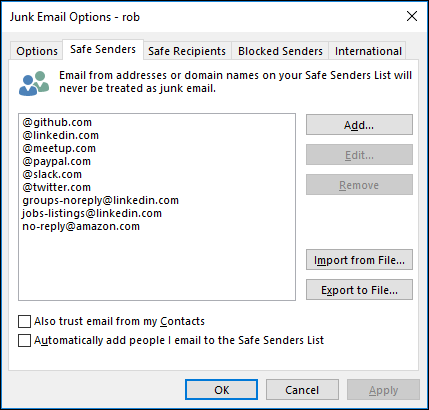 Junk Email Options - rob
Options Safe Senders Safe Recipients Blocked Senders International
Email from addresses or domain names on your Safe Senders List will
never be treated as junk email.
@github.com
@linkedin.com
@meetup.com
@paypal.com
@slack.com
@twitter.com
groups-noreply@linkedin.com
jobs-listings@linkedin.com
no-reply@amazon.com
Add...
Edit...
Remove
Import from File...
Export to File...
Also trust email from my Contacts
Automatically add people I email to the Safe Senders List
OK Cancel Apply